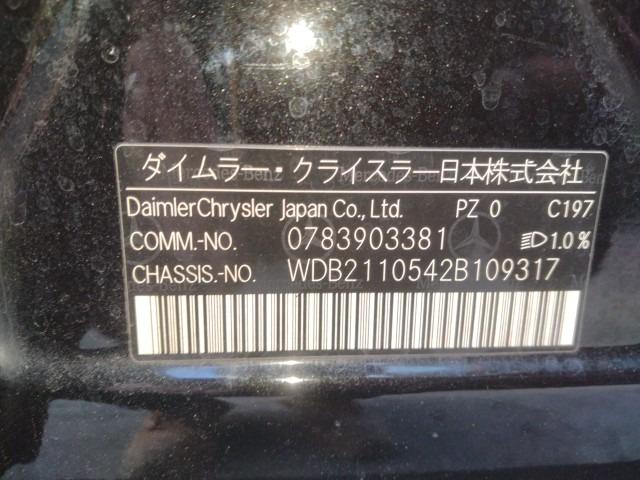 ダイムラー・クライスラー日本株式会社
DaimlerChrysler Japan Co., Ltd. PZ 0 C197
COMM.-NO. 0783903381 1.0%
CHASSIS.-NO. WDB2110542B109317